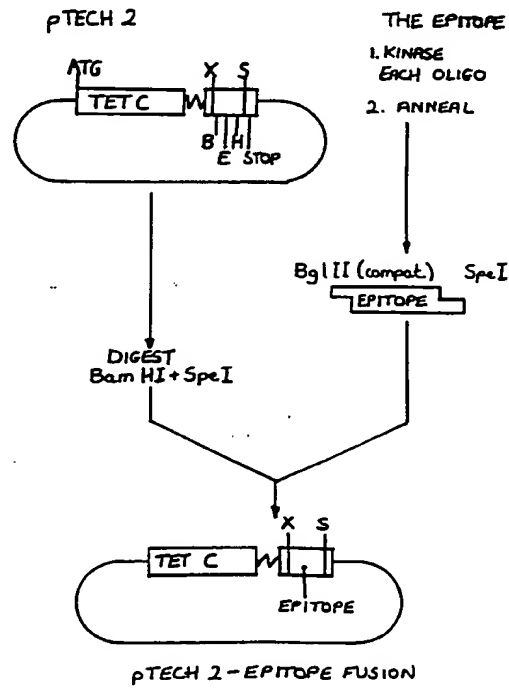 pTECH 2
ATG
TET C
X S
B
E
H
STOP
THE EPITOPE
1. KINASE
EACH OLIGO
2. ANNEAL
BglII (compat.) SpeI
EPITOPE
DIGEST
Bam HI + SpeI
X S
TET C
EPITOPE
pTECH 2 - EPITOPE FUSION